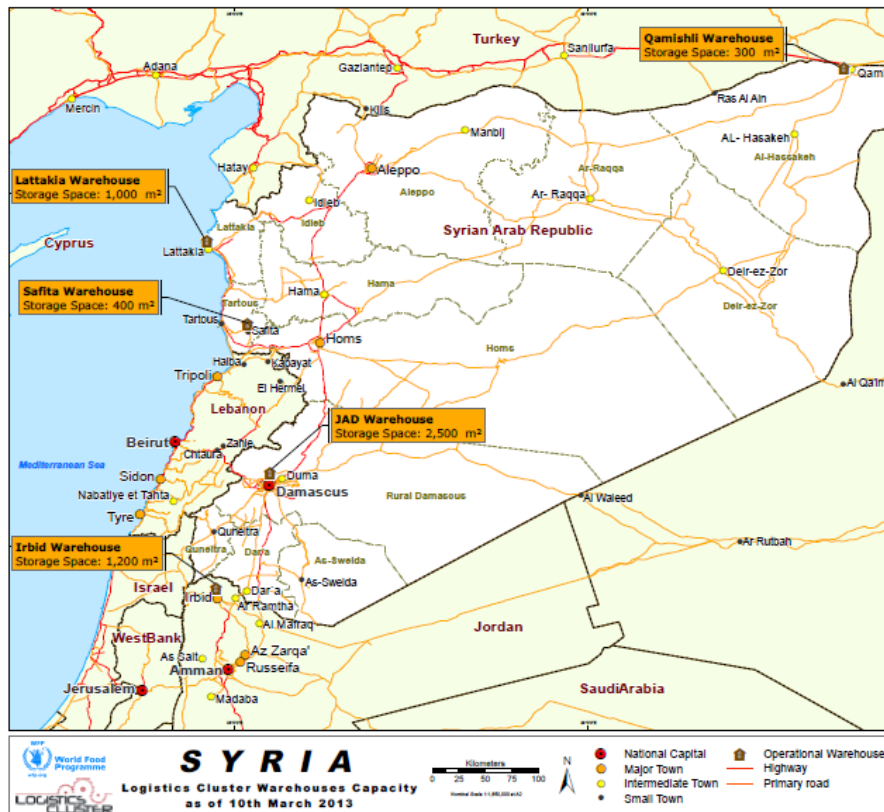 Turkey
Qamishli Warehouse
Storage Space: 300 m²
Adana
Gaziantep
Sanliurfa
Qami
Mercin
Kilis
Ras Al Ain
Manbij
AL- Hasakeh
Al-Hassakeh
Hatay
Aleppo
Ar-Raqqa
Lattakia Warehouse
Storage Space: 1,000 m²
Aleppo
Idleb
Ar- Raqqa
Idleb
Lattakia
Syrian Arab Republic
Cyprus
Lattakia
Deir-ez-Zor
Hama
Safita Warehouse
Storage Space: 400 m²
Hama
Tartous
Deir-ez-Zor
Tartous
Safita
Homs
Homs
Halba
Kabayat
Tripoli
El Hermel
Al Qa'im
Lebanon
JAD Warehouse
Storage Space: 2,500 m²
Beirut
Zahle
Chtaura
Mediterranean Sea
Sidon
Duma
Damascus
Nabatiye et Tahta
Rural Damasous
Al Waleed
Tyre
Quneitra
Ar Rutbah
Irbid Warehouse
Storage Space: 1,200 m²
Quneitra
Dara
As-Sweida
As-Sweida
Israel
Irbid
Dar'a
Ar Ramtha
Al Mafraq
Jordan
WestBank
As Salt
Az Zarqa'
Amman
Russeifa
Jerusalem
Madaba
SaudiArabia
WFP
World Food
Programme
LOGISTICS
CLUSTER
SYRIA
Logistics Cluster Warehouses Capacity
as of 10th March 2013
Kilometers
0 25 50 75 100
N
National Capital
Major Town
Intermediate Town
Small Town
Operational Warehouse
Highway
Primary road